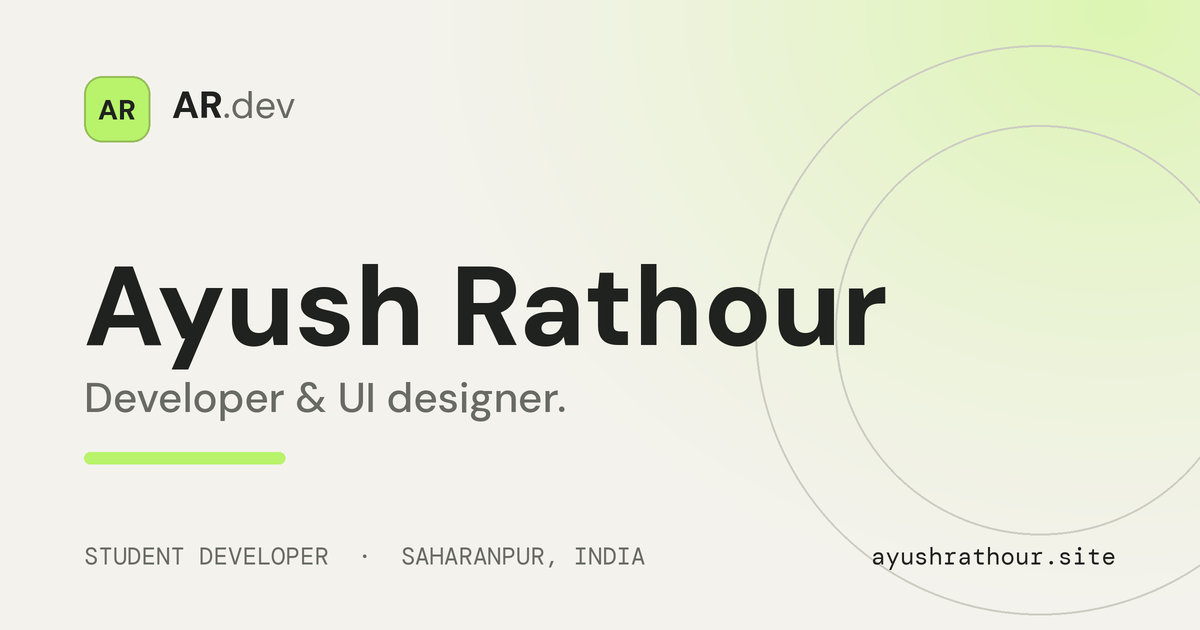 AR AR.dev
Ayush Rathour
Developer & UI designer.
STUDENT DEVELOPER · SAHARANPUR, INDIA
ayushrathour.site